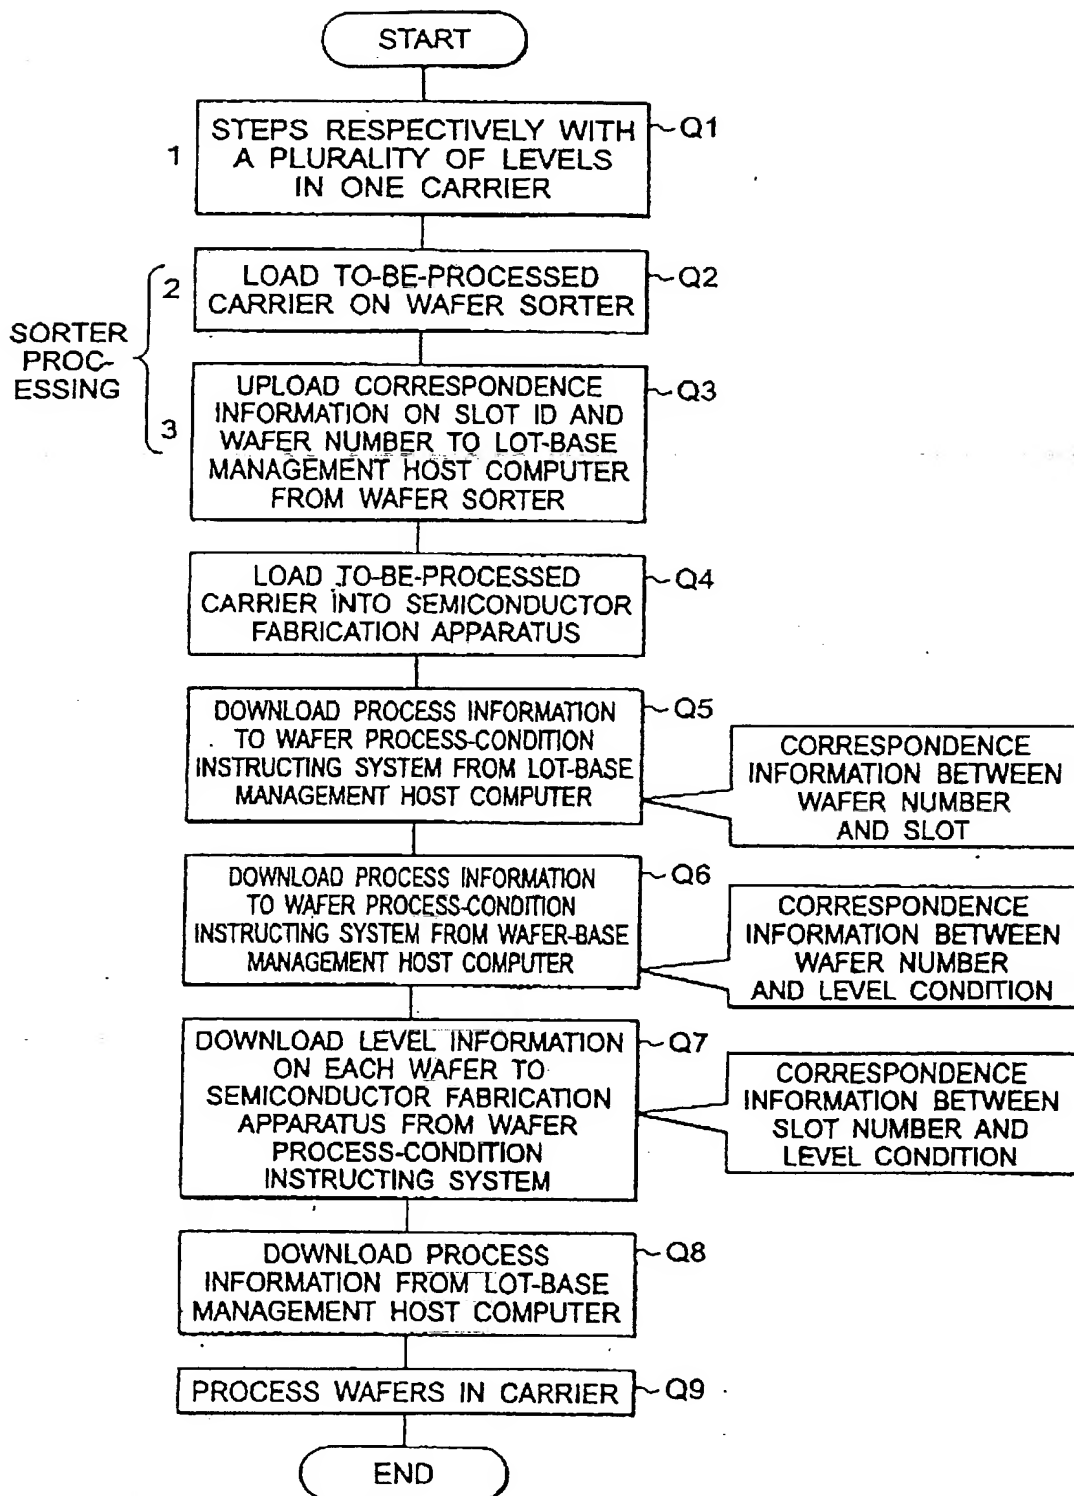 START
STEPS RESPECTIVELY WITH
A PLURALITY OF LEVELS
IN ONE CARRIER
Q1
1
LOAD TO-BE-PROCESSED
CARRIER ON WAFER SORTER
Q2
2
SORTER
PROC-
ESSING
UPLOAD CORRESPONDENCE
INFORMATION ON SLOT ID AND
WAFER NUMBER TO LOT-BASE
MANAGEMENT HOST COMPUTER
FROM WAFER SORTER
Q3
3
LOAD TO-BE-PROCESSED
CARRIER INTO SEMICONDUCTOR
FABRICATION APPARATUS
Q4
DOWNLOAD PROCESS INFORMATION
TO WAFER PROCESS-CONDITION
INSTRUCTING SYSTEM FROM LOT-BASE
MANAGEMENT HOST COMPUTER
Q5
CORRESPONDENCE
INFORMATION BETWEEN
WAFER NUMBER
AND SLOT
DOWNLOAD PROCESS INFORMATION
TO WAFER PROCESS-CONDITION
INSTRUCTING SYSTEM FROM WAFER-BASE
MANAGEMENT HOST COMPUTER
Q6
CORRESPONDENCE
INFORMATION BETWEEN
WAFER NUMBER
AND LEVEL CONDITION
DOWNLOAD LEVEL INFORMATION
ON EACH WAFER TO
SEMICONDUCTOR FABRICATION
APPARATUS FROM WAFER
PROCESS-CONDITION
INSTRUCTING SYSTEM
Q7
CORRESPONDENCE
INFORMATION BETWEEN
SLOT NUMBER AND
LEVEL CONDITION
DOWNLOAD PROCESS
INFORMATION FROM LOT-BASE
MANAGEMENT HOST COMPUTER
Q8
PROCESS WAFERS IN CARRIER
Q9
END